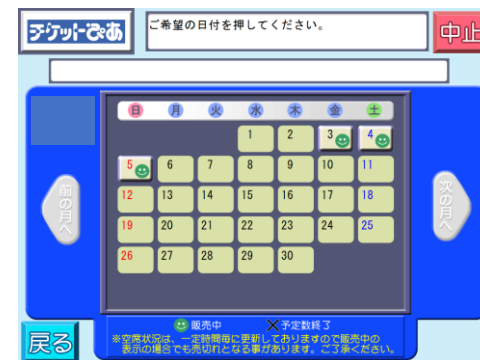 チケットぴあ
ご希望の日付を押してください。
中止
日 月 火 水 木 金 土
1 2 3 4
5 6 7 8 9 10 11
12 13 14 15 16 17 18
19 20 21 22 23 24 25
26 27 28 29 30
前の月へ
次の月へ
販売中 ×予定数終了
※空席状況は、一定時間毎に更新しておりますので販売中の
表示の場合でも売切れとなる事があります。ご了承ください。
戻る